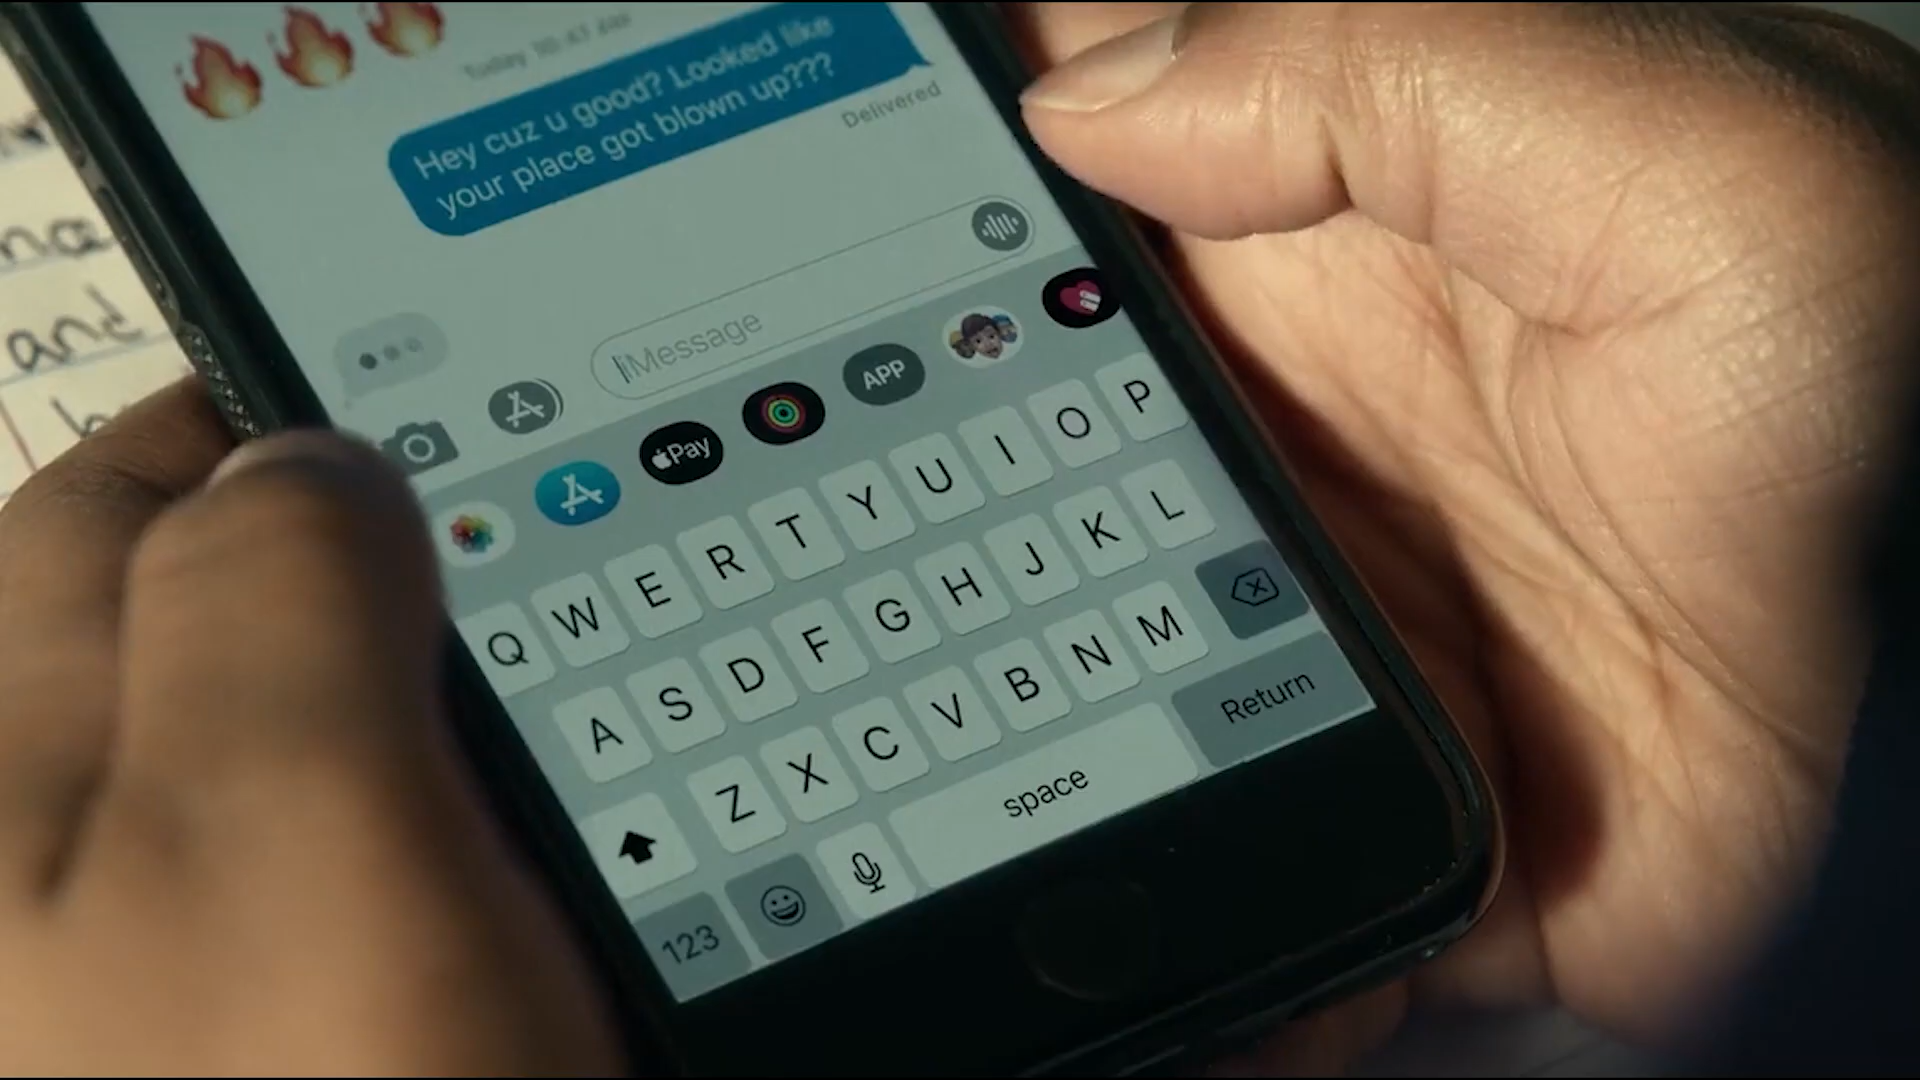 Today 10:47 AM
Hey cuz u good? Looked like
your place got blown up???
Delivered
iMessage
Pay
APP
Q W E R T Y U I O P
A S D F G H J K L
Z X C V B N M
123
space
Return
and